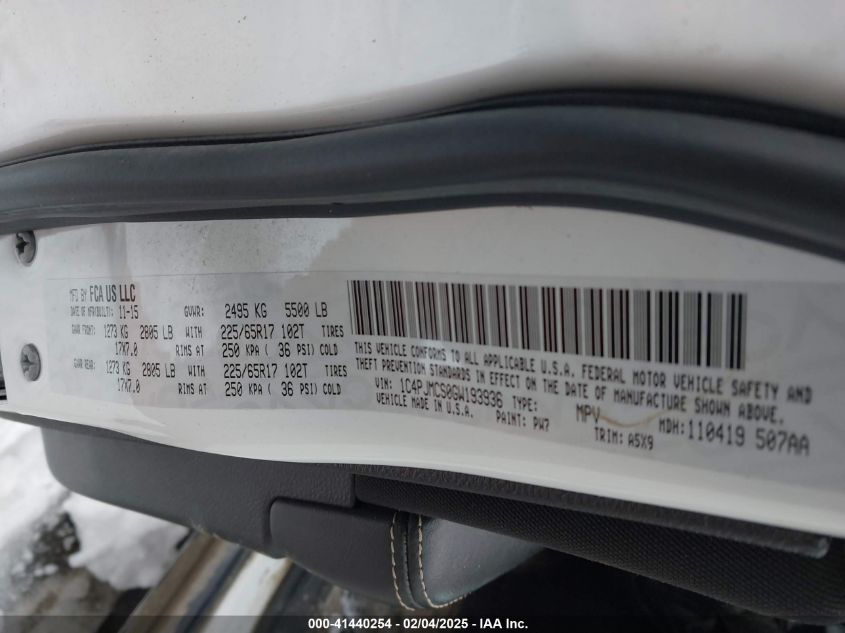 MFD BY FCA US LLC
DATE OF MFR(BUILT): 11-15 GVWR: 2495 KG 5500 LB
GAWR FRONT: 1273 KG 2805 LB WITH 225/65R17 102T TIRES
17X7.0 RIMS AT 250 KPA ( 36 PSI) COLD
GAWR REAR: 1273 KG 2805 LB WITH 225/65R17 102T TIRES
17X7.0 RIMS AT 250 KPA ( 36 PSI) COLD
THIS VEHICLE CONFORMS TO ALL APPLICABLE U.S.A. FEDERAL MOTOR VEHICLE SAFETY AND
THEFT PREVENTION STANDARDS IN EFFECT ON THE DATE OF MANUFACTURE SHOWN ABOVE.
VIN: 1C4PJMCS0GW193936 TYPE: MPV MDH:110419 507AA
VEHICLE MADE IN U.S.A. PAINT: PW7 TRIM: A5X9
000-41440254 - 02/04/2025 - IAA Inc.